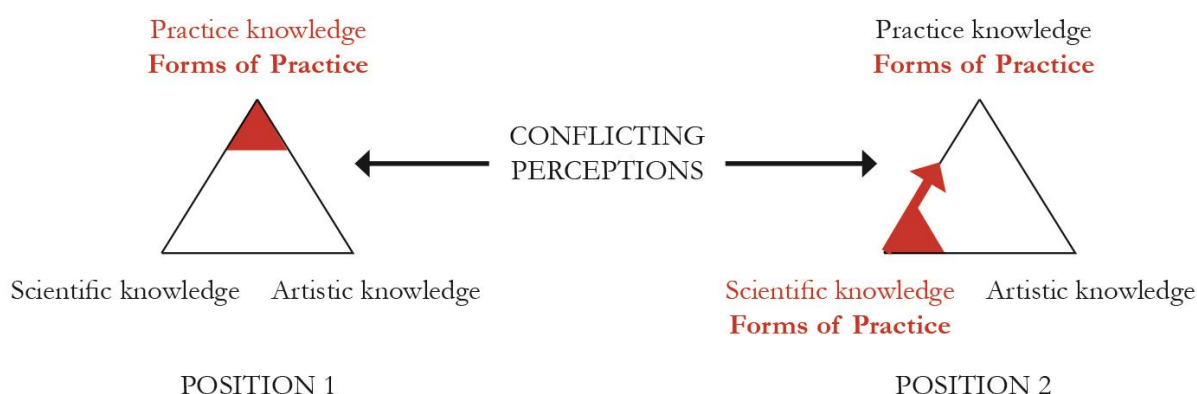 Practice knowledge
Forms of Practice
Practice knowledge
Forms of Practice
CONFLICTING
PERCEPTIONS
Scientific knowledge
Artistic knowledge
Scientific knowledge
Forms of Practice
Artistic knowledge
POSITION 1
POSITION 2